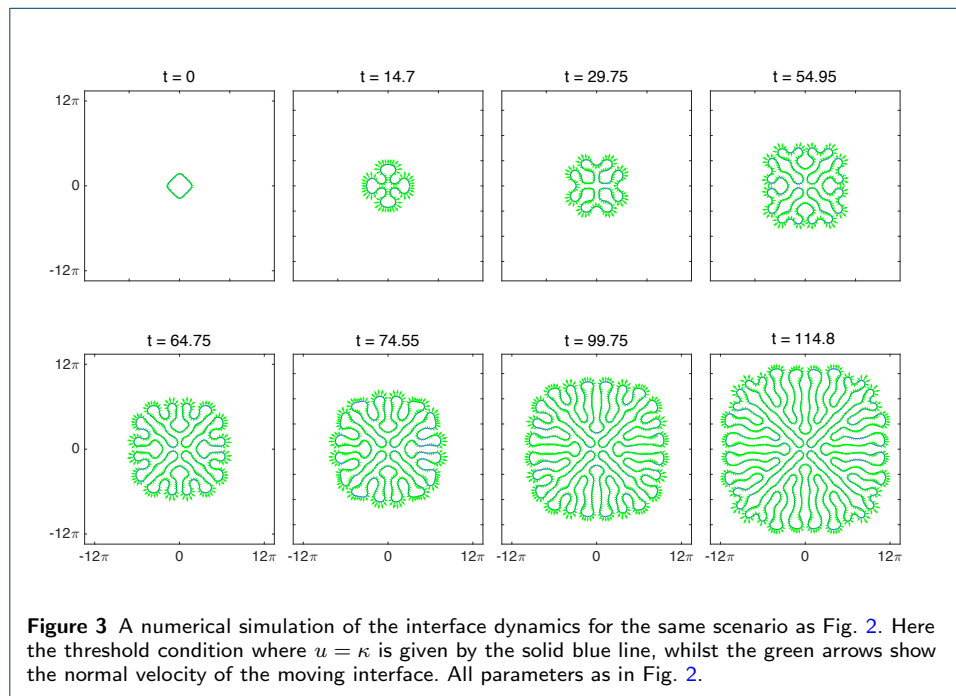 t = 0
t = 14.7
t = 29.75
t = 54.95
12π
0
-12π
t = 64.75
t = 74.55
t = 99.75
t = 114.8
12π
0
-12π
-12π 0 12π
-12π 0 12π
-12π 0 12π
-12π 0 12π
Figure 3 A numerical simulation of the interface dynamics for the same scenario as Fig. 2. Here
the threshold condition where u = κ is given by the solid blue line, whilst the green arrows show
the normal velocity of the moving interface. All parameters as in Fig. 2.